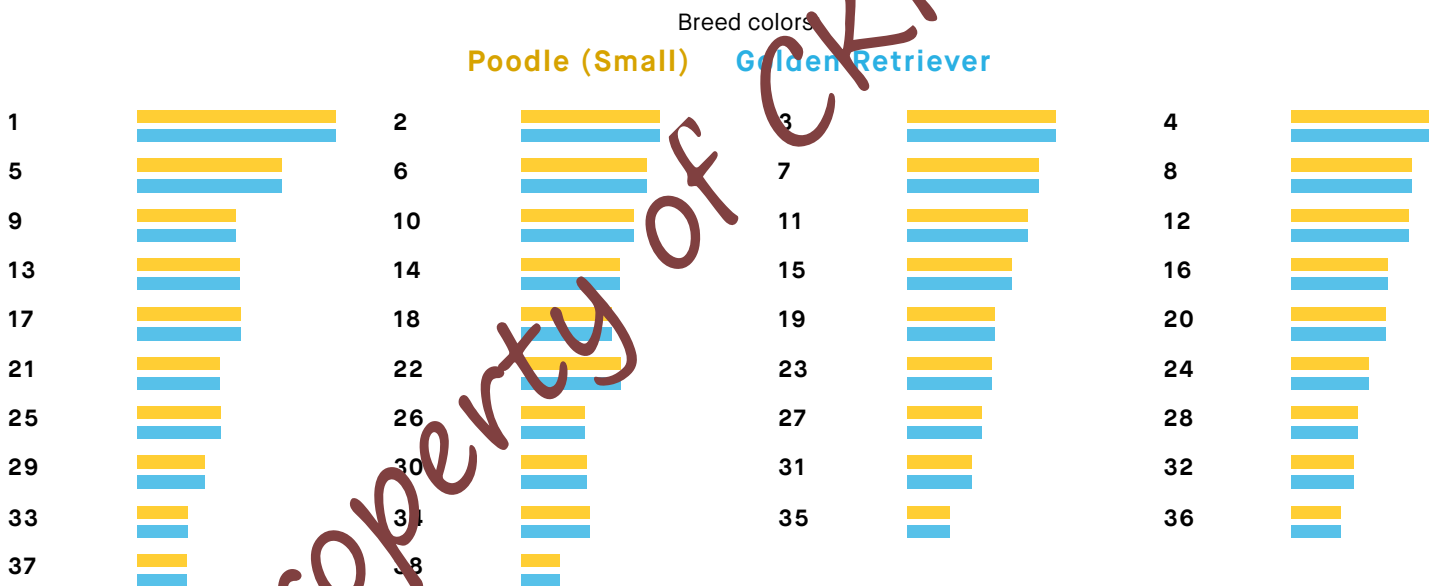 Breed colors
Poodle (Small) Golden Retriever
1 2 3 4
5 6 7 8
9 10 11 12
13 14 15 16
17 18 19 20
21 22 23 24
25 26 27 28
29 30 31 32
33 34 35 36
37 38
operty of